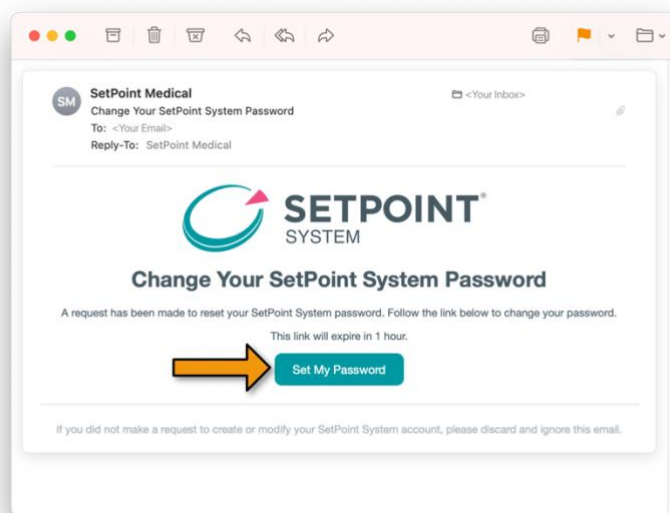 SM
SetPoint Medical
<Your Inbox>
Change Your SetPoint System Password
To: <Your Email>
Reply-To: SetPoint Medical
SETPOINT®
SYSTEM
Change Your SetPoint System Password
A request has been made to reset your SetPoint System password. Follow the link below to change your password.
This link will expire in 1 hour.
Set My Password
If you did not make a request to create or modify your SetPoint System account, please discard and ignore this email.